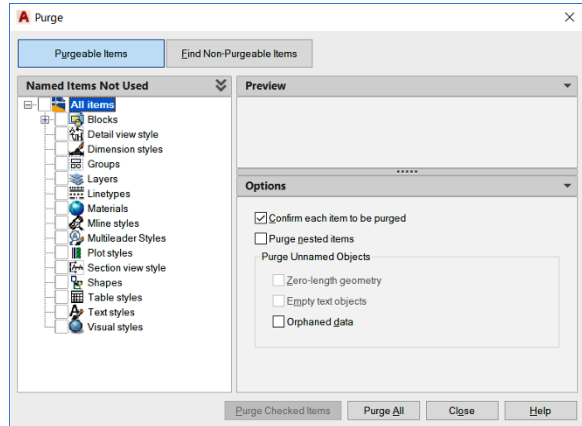 Purge
Purgeable Items
Find Non-Purgeable Items
Named Items Not Used
All items
Blocks
Detail view style
Dimension styles
Groups
Layers
Linetypes
Materials
Mline styles
Multileader Styles
Plot styles
Section view style
Shapes
Table styles
Text styles
Visual styles
Preview
Options
Confirm each item to be purged
Purge nested items
Purge Unnamed Objects
Zero-length geometry
Empty text objects
Orphaned data
Purge Checked Items
Purge All
Close
Help